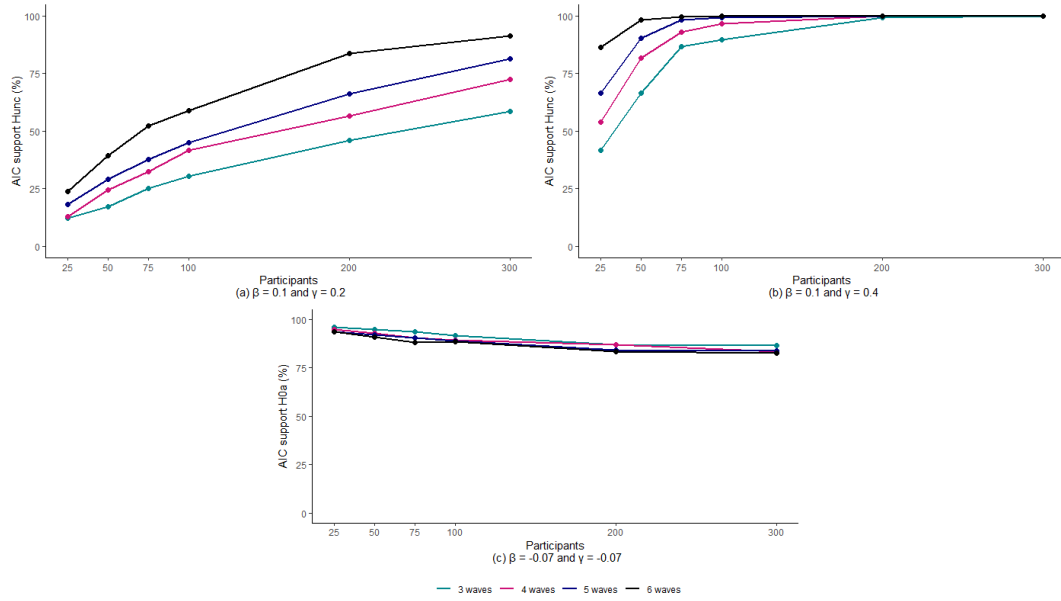 AIC support Hunc (%)
100
75
50
25
0
25 50 75 100 200 300
Participants
(a) β = 0.1 and γ = 0.2
AIC support Hunc (%)
100
75
50
25
0
25 50 75 100 200 300
Participants
(b) β = 0.1 and γ = 0.4
AIC support H0a (%)
100
75
50
25
0
25 50 75 100 200 300
Participants
(c) β = -0.07 and γ = -0.07
3 waves 4 waves 5 waves 6 waves